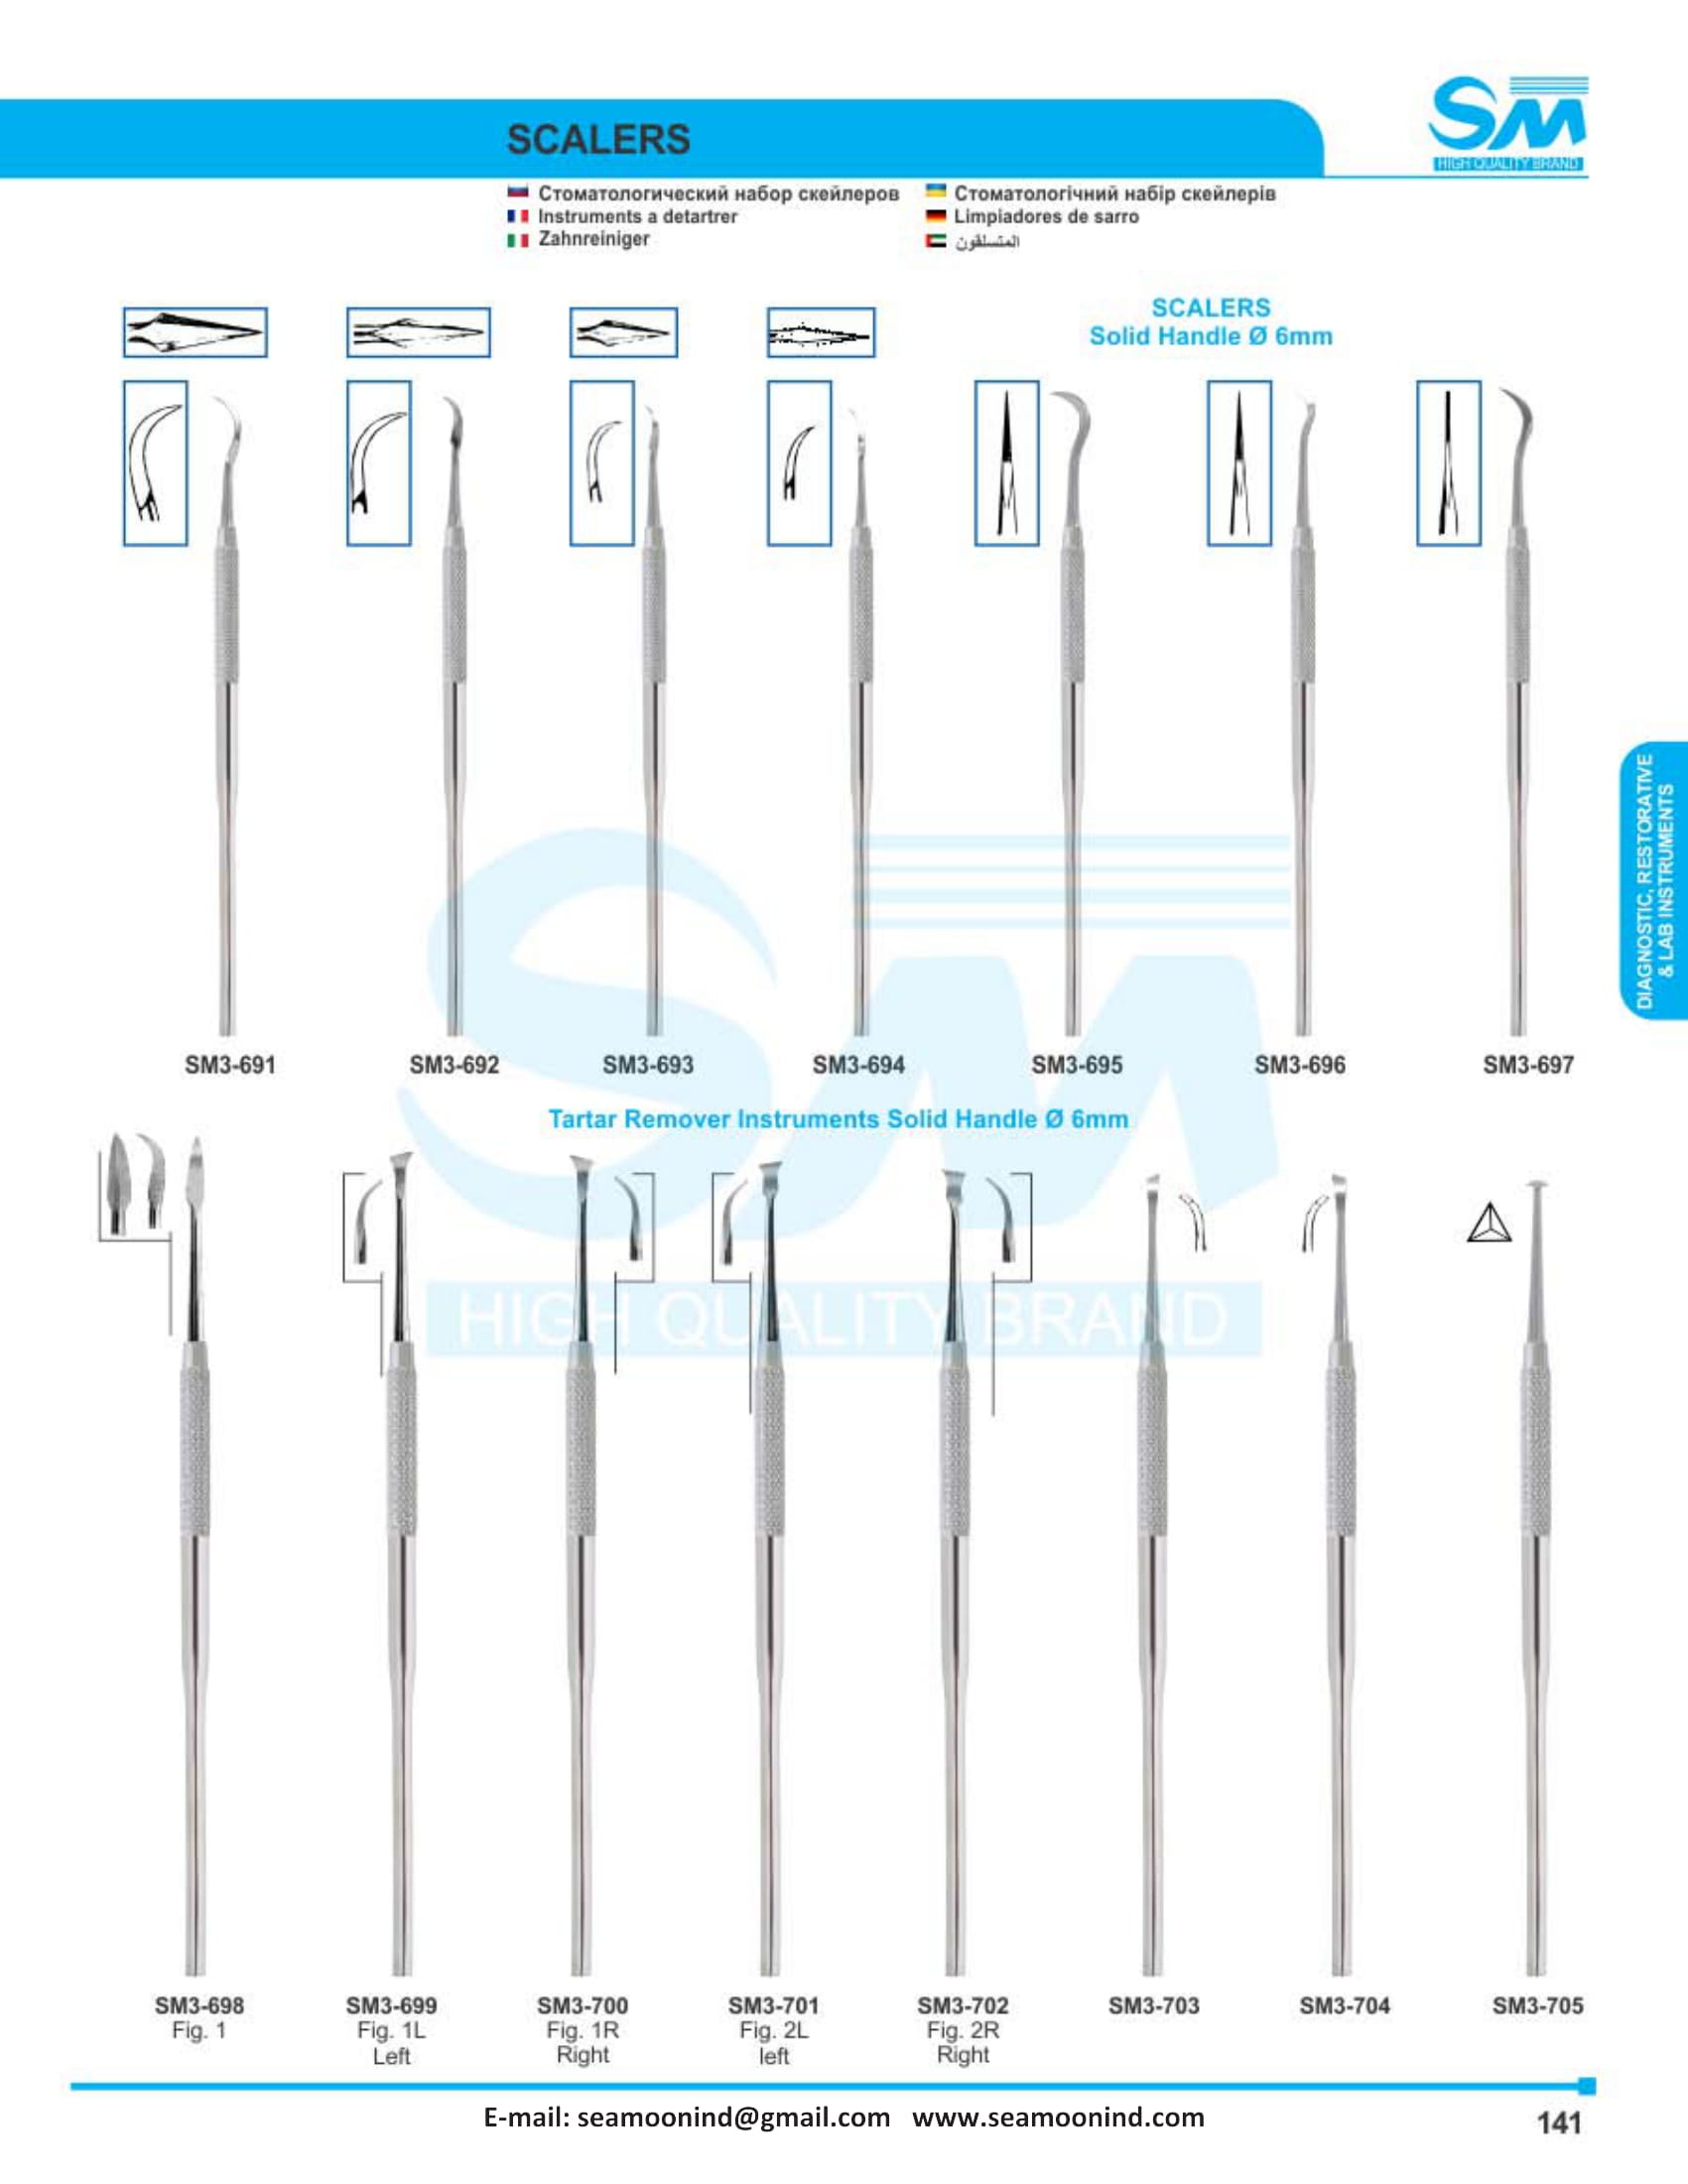 SM
HIGH QUALITY BRAND
SCALERS
Стоматологический набор скейлеров
Instruments a detartrer
Zahnreiniger
Стоматологічний набір скейлерів
Limpiadores de sarro
المتسلقون
SCALERS
Solid Handle Ø 6mm
SM3-691 SM3-692 SM3-693 SM3-694 SM3-695 SM3-696 SM3-697
DIAGNOSTIC, RESTORATIVE
& LAB INSTRUMENTS
Tartar Remover Instruments Solid Handle Ø 6mm
SM
HIGH QUALITY BRAND
SM3-698 SM3-699 SM3-700 SM3-701 SM3-702 SM3-703 SM3-704 SM3-705
Fig. 1 Fig. 1L Fig. 1R Fig. 2L Fig. 2R
Left Right left Right
E-mail: seamoonind@gmail.com www.seamoonind.com
141